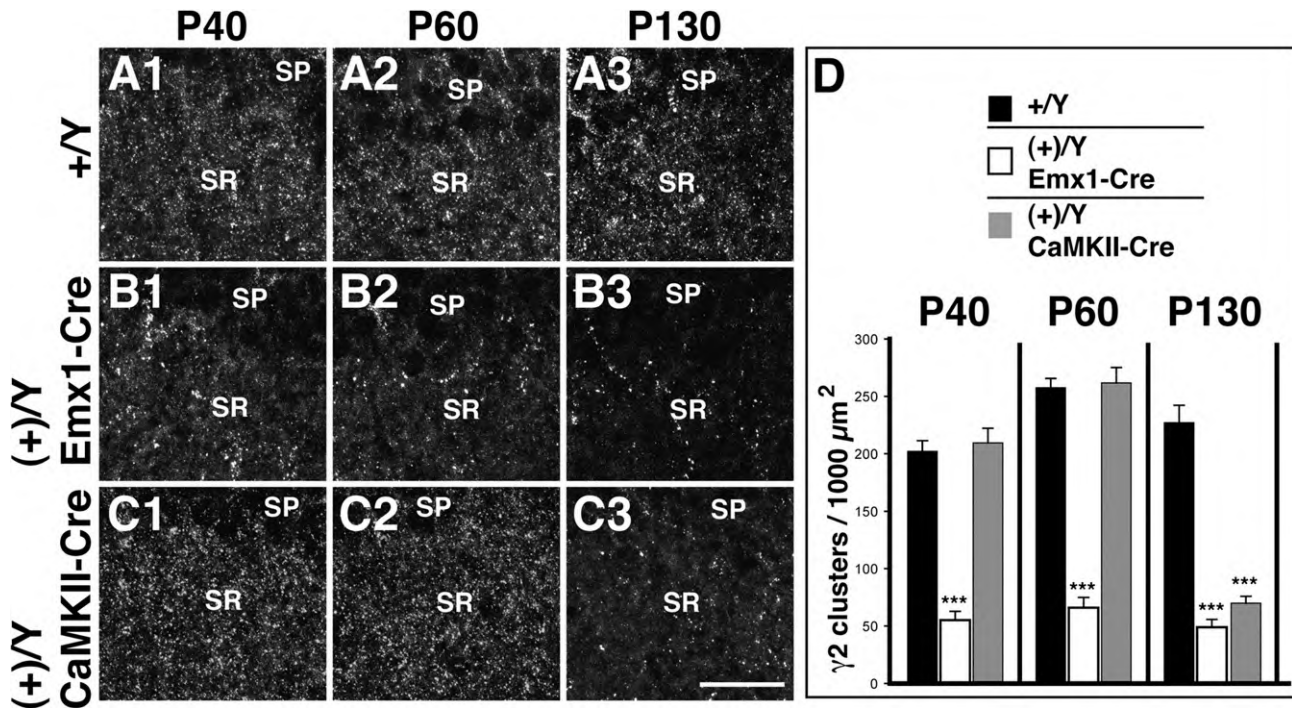 P40 P60 P130
+/Y
A1 SP SR
A2 SP SR
A3 SP SR
(+)/Y
Emx1-Cre
B1 SP SR
B2 SP SR
B3 SP SR
(+)/Y
CaMKII-Cre
C1 SP SR
C2 SP SR
C3 SP SR
D
+/Y
(+)/Y
Emx1-Cre
(+)/Y
CaMKII-Cre
P40 P60 P130
γ2 clusters / 1000 µm²
300
250
200
150
100
50
0
*** *** *** ***